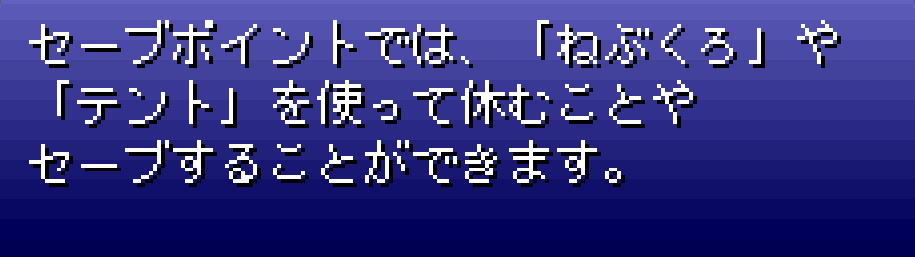 セーブポイントでは、「ねぶくろ」や
「テント」を使って休むことや
セーブすることができます。